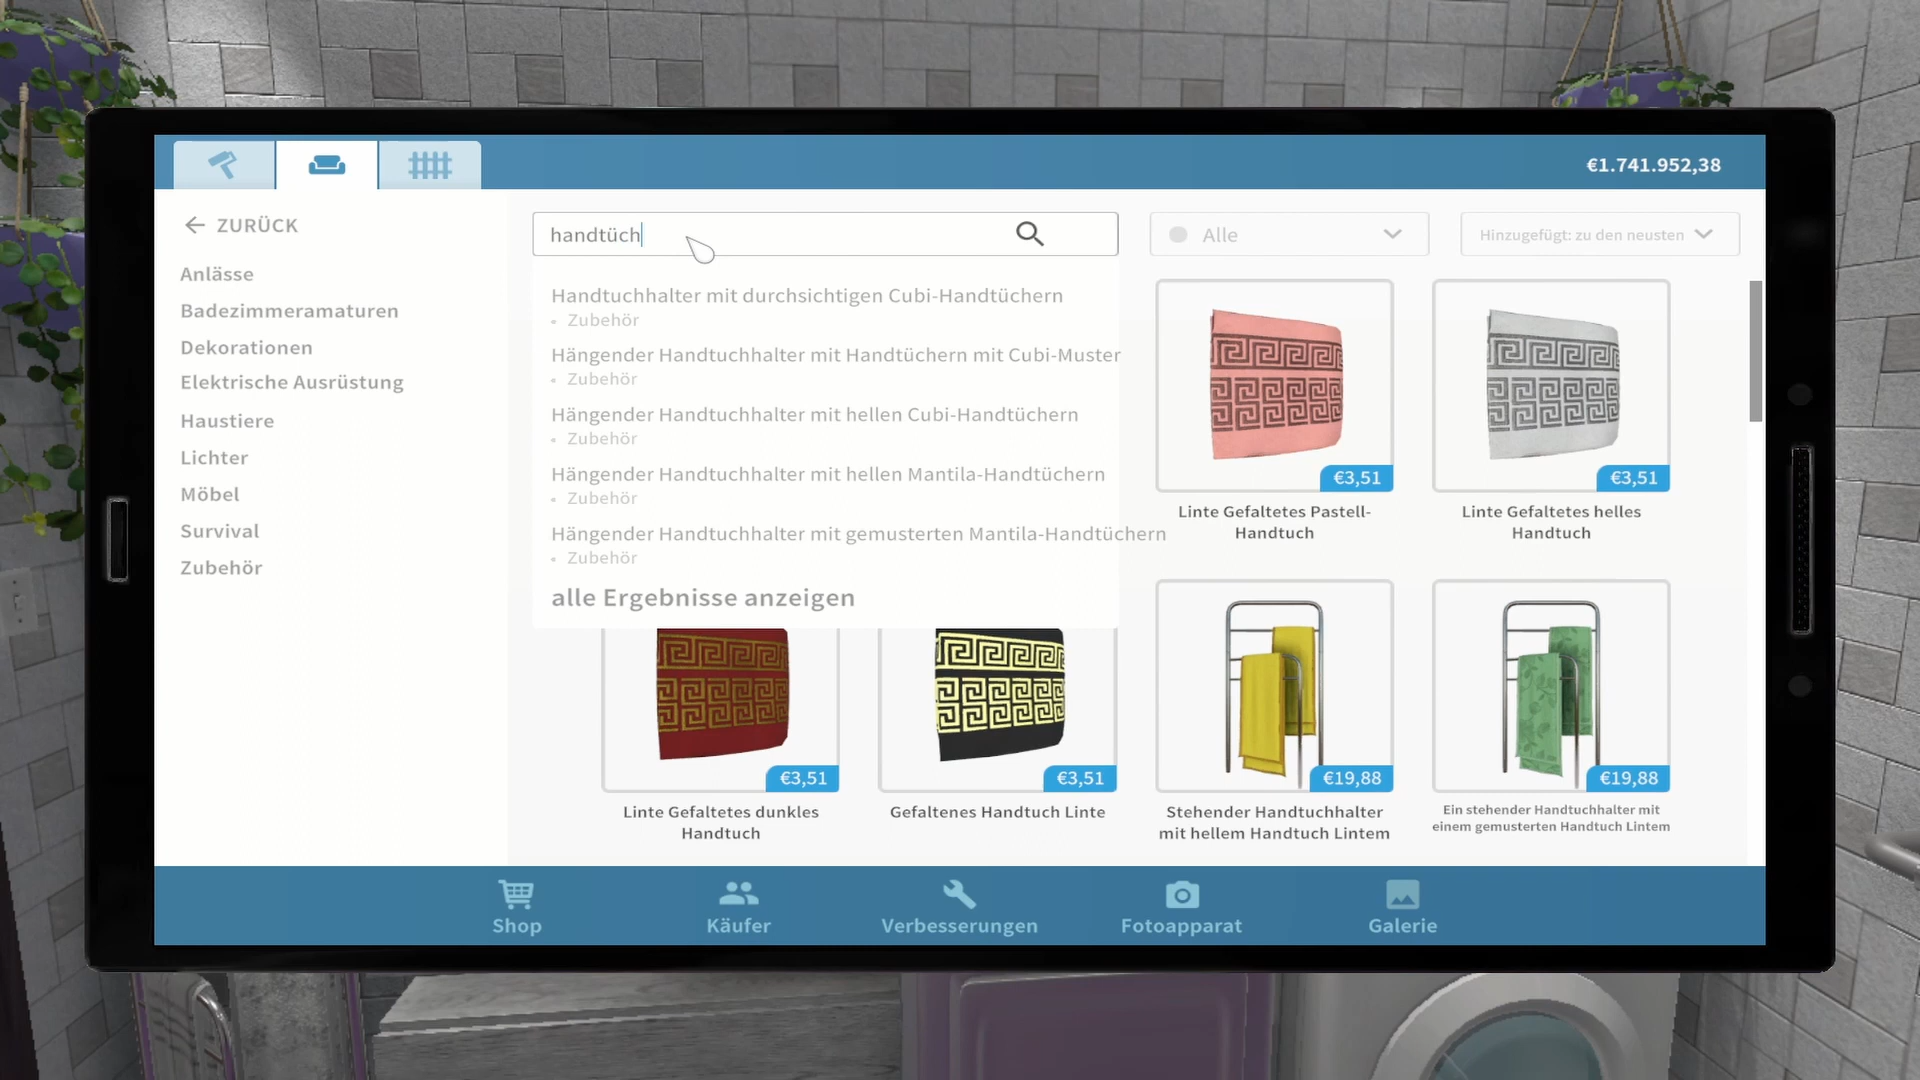 €1.741.952,38
ZURÜCK
Anlässe
Badezimmeramaturen
Dekorationen
Elektrische Ausrüstung
Haustiere
Lichter
Möbel
Survival
Zubehör
handtüch
Alle
Hinzugefügt: zu den neusten
Handtuchhalter mit durchsichtigen Cubi-Handtüchern
• Zubehör
Hängender Handtuchhalter mit Handtüchern mit Cubi-Muster
• Zubehör
Hängender Handtuchhalter mit hellen Cubi-Handtüchern
• Zubehör
Hängender Handtuchhalter mit hellen Mantila-Handtüchern
• Zubehör
Hängender Handtuchhalter mit gemusterten Mantila-Handtüchern
• Zubehör
alle Ergebnisse anzeigen
€3,51
Linte Gefaltetes Pastell-
Handtuch
€3,51
Linte Gefaltetes helles
Handtuch
€3,51
Linte Gefaltetes dunkles
Handtuch
€3,51
Gefaltenes Handtuch Linte
€19,88
Stehender Handtuchhalter
mit hellem Handtuch Lintem
€19,88
Ein stehender Handtuchhalter mit
einem gemusterten Handtuch Lintem
Shop
Käufer
Verbesserungen
Fotoapparat
Galerie